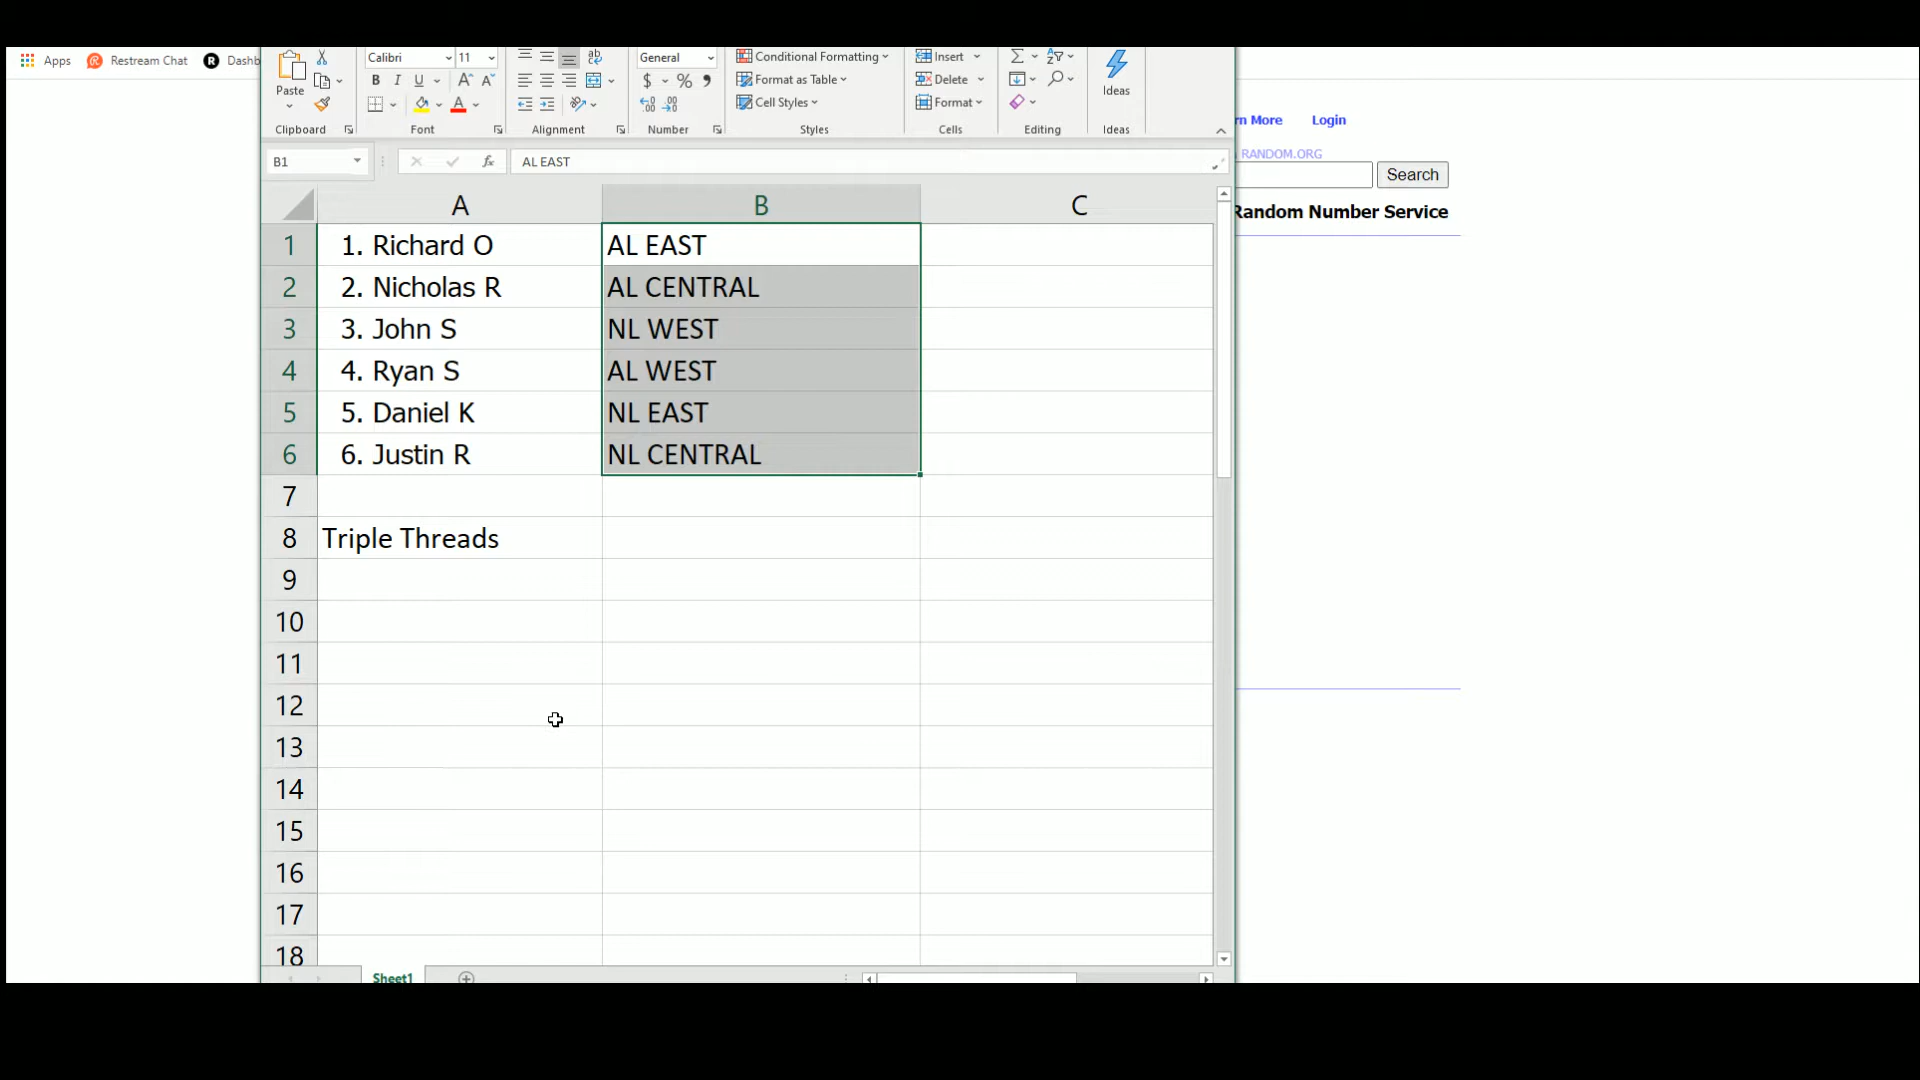 Apps Restream Chat Dashb
Paste
Calibri 11
General
Conditional Formatting
Format as Table
Cell Styles
Insert
Delete
Format
Ideas
Clipboard Font Alignment Number Styles Cells Editing Ideas
rn More Login
RANDOM.ORG
Search
Random Number Service
B1 fx AL EAST
A B C
1 1. Richard O AL EAST
2 2. Nicholas R AL CENTRAL
3 3. John S NL WEST
4 4. Ryan S AL WEST
5 5. Daniel K NL EAST
6 6. Justin R NL CENTRAL
7
8 Triple Threads
9
10
11
12
13
14
15
16
17
18
Sheet1